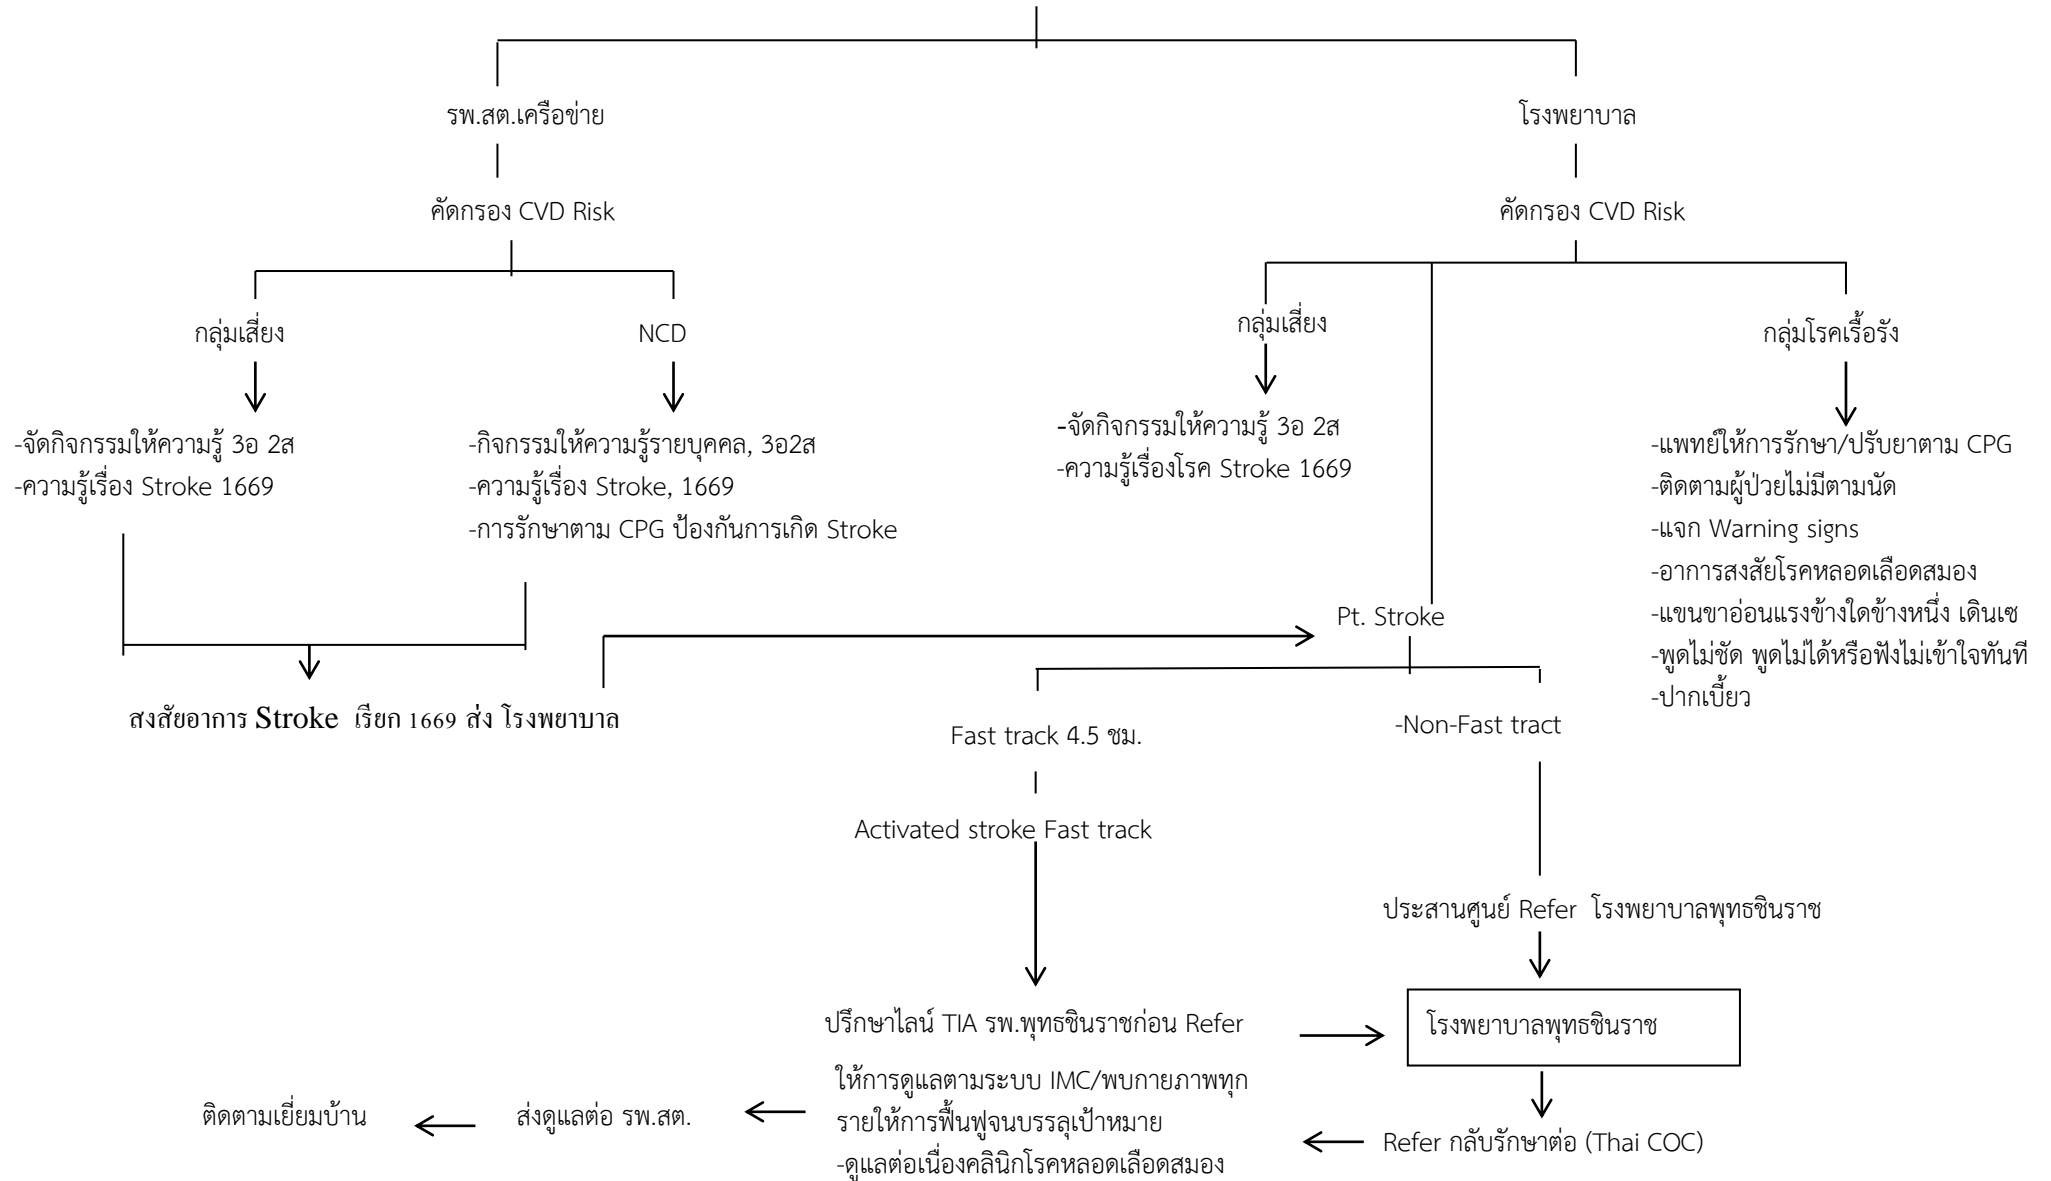 รพ.สต.เครือข่าย
โรงพยาบาล
คัดกรอง CVD Risk
คัดกรอง CVD Risk
กลุ่มเสี่ยง
NCD
กลุ่มเสี่ยง
กลุ่มโรคเรื้อรัง
-จัดกิจกรรมให้ความรู้ 3อ 2ส
-ความรู้เรื่อง Stroke 1669
-กิจกรรมให้ความรู้รายบุคคล, 3อ2ส
-ความรู้เรื่อง Stroke, 1669
-การรักษาตาม CPG ป้องกันการเกิด Stroke
-จัดกิจกรรมให้ความรู้ 3อ 2ส
-ความรู้เรื่องโรค Stroke 1669
-แพทย์ให้การรักษา/ปรับยาตาม CPG
-ติดตามผู้ป่วยไม่มีตามนัด
-แจก Warning signs
-อาการสงสัยโรคหลอดเลือดสมอง
-แขนขาอ่อนแรงข้างใดข้างหนึ่ง เดินเซ
-พูดไม่ชัด พูดไม่ได้หรือฟังไม่เข้าใจทันที
-ปากเบี้ยว
Pt. Stroke
สงสัยอาการ Stroke เรียก 1669 ส่ง โรงพยาบาล
Fast track 4.5 ชม.
-Non-Fast tract
Activated stroke Fast track
ประสานศูนย์ Refer โรงพยาบาลพุทธชินราช
ปรึกษาไลน์ TIA รพ.พุทธชินราชก่อน Refer
โรงพยาบาลพุทธชินราช
ให้การดูแลตามระบบ IMC/พบกายภาพทุก
รายให้การฟื้นฟูจนบรรลุเป้าหมาย
-ดูแลต่อเนื่องคลินิกโรคหลอดเลือดสมอง
ติดตามเยี่ยมบ้าน
ส่งดูแลต่อ รพ.สต.
Refer กลับรักษาต่อ (Thai COC)